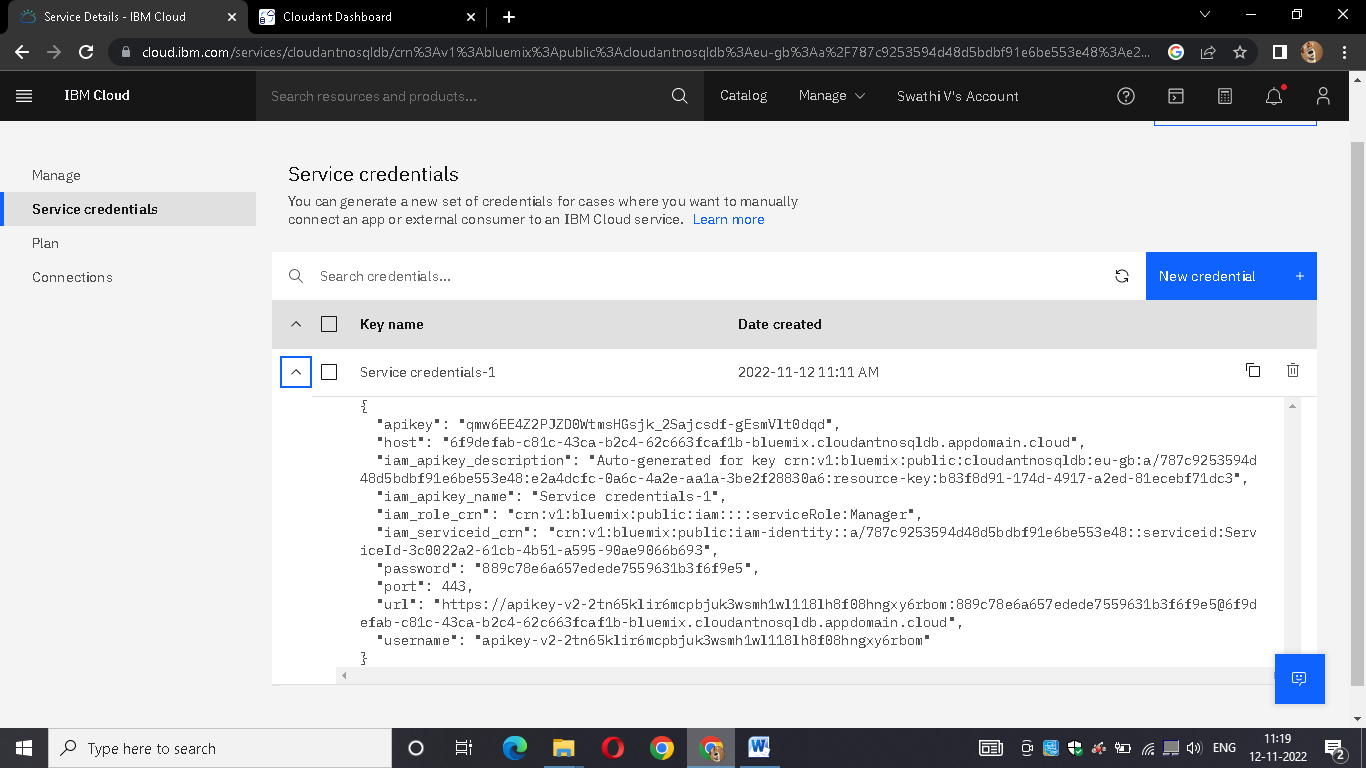 Service Details - IBM Cloud
Cloudant Dashboard
cloud.ibm.com/services/cloudantnosqldb/crn%3Av1%3Abluemix%3Apublic%3Acloudantnosqldb%3Aeu-gb%3Aa%2F787c9253594d48d5bdbf91e6be553e48%3Ae2...
IBM Cloud
Search resources and products...
Catalog
Manage
Swathi V's Account
Manage
Service credentials
Plan
Connections
Service credentials
You can generate a new set of credentials for cases where you want to manually
connect an app or external consumer to an IBM Cloud service. Learn more
Search credentials...
New credential +
Key name
Date created
Service credentials-1
2022-11-12 11:11 AM
{
"apikey": "qmw6EE4Z2PJZD0WtmsHGsjk_2Sajcsdf-gEsmVlt0dqd",
"host": "6f9defab-c81c-43ca-b2c4-62c663fcaf1b-bluemix.cloudantnosqldb.appdomain.cloud",
"iam_apikey_description": "Auto-generated for key crn:v1:bluemix:public:cloudantnosqldb:eu-gb:a/787c9253594d
48d5bdbf91e6be553e48:e2a4dcfc-0a6c-4a2e-aa1a-3be2f28830a6:resource-key:b83f8d91-174d-4917-a2ed-81ecebf71dc3",
"iam_apikey_name": "Service credentials-1",
"iam_role_crn": "crn:v1:bluemix:public:iam::::serviceRole:Manager",
"iam_serviceid_crn": "crn:v1:bluemix:public:iam-identity::a/787c9253594d48d5bdbf91e6be553e48::serviceid:Serv
iceId-3c0022a2-61cb-4b51-a595-90ae9066b693",
"password": "889c78e6a657edede7559631b3f6f9e5",
"port": 443,
"url": "https://apikey-v2-2tn65klir6mcpbjuk3wsmh1wl118lh8f08hngxy6rbom:889c78e6a657edede7559631b3f6f9e5@6f9d
efab-c81c-43ca-b2c4-62c663fcaf1b-bluemix.cloudantnosqldb.appdomain.cloud",
"username": "apikey-v2-2tn65klir6mcpbjuk3wsmh1wl118lh8f08hngxy6rbom"
}
Type here to search
ENG
11:19
12-11-2022
2